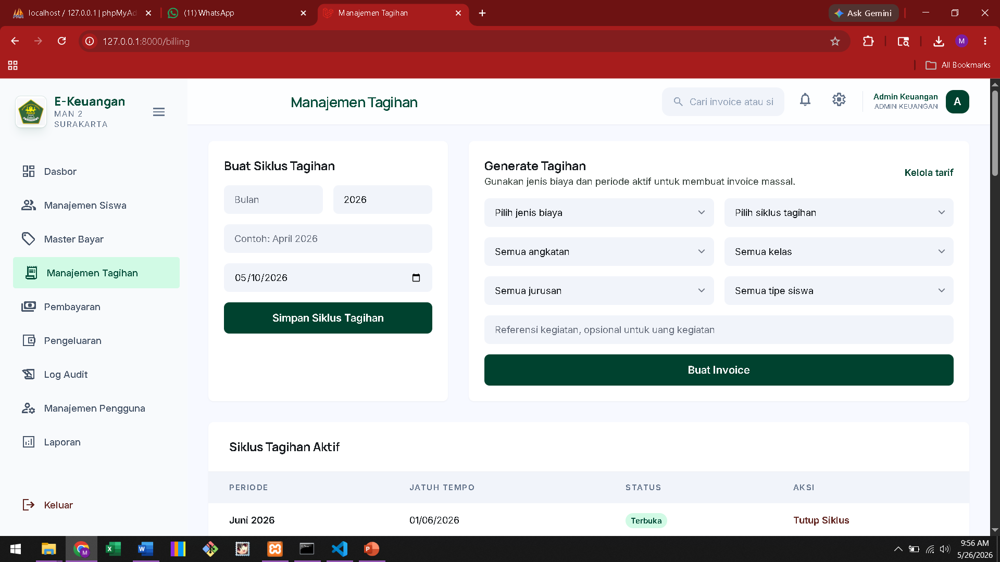 localhost / 127.0.0.1 | phpMyAd
(11) WhatsApp
Manajemen Tagihan
Ask Gemini
127.0.0.1:8000/billing
M
All Bookmarks
E-Keuangan
MAN 2
SURAKARTA
Manajemen Tagihan
Cari invoice atau si
Admin Keuangan
ADMIN KEUANGAN
A
Dasbor
Manajemen Siswa
Master Bayar
Manajemen Tagihan
Pembayaran
Pengeluaran
Log Audit
Manajemen Pengguna
Laporan
Keluar
Buat Siklus Tagihan
Bulan
2026
Contoh: April 2026
05/10/2026
Simpan Siklus Tagihan
Generate Tagihan
Gunakan jenis biaya dan periode aktif untuk membuat invoice massal.
Kelola tarif
Pilih jenis biaya
Pilih siklus tagihan
Semua angkatan
Semua kelas
Semua jurusan
Semua tipe siswa
Referensi kegiatan, opsional untuk uang kegiatan
Buat Invoice
Siklus Tagihan Aktif
PERIODE
JATUH TEMPO
STATUS
AKSI
Juni 2026
01/06/2026
Terbuka
Tutup Siklus
9:56 AM
5/26/2026